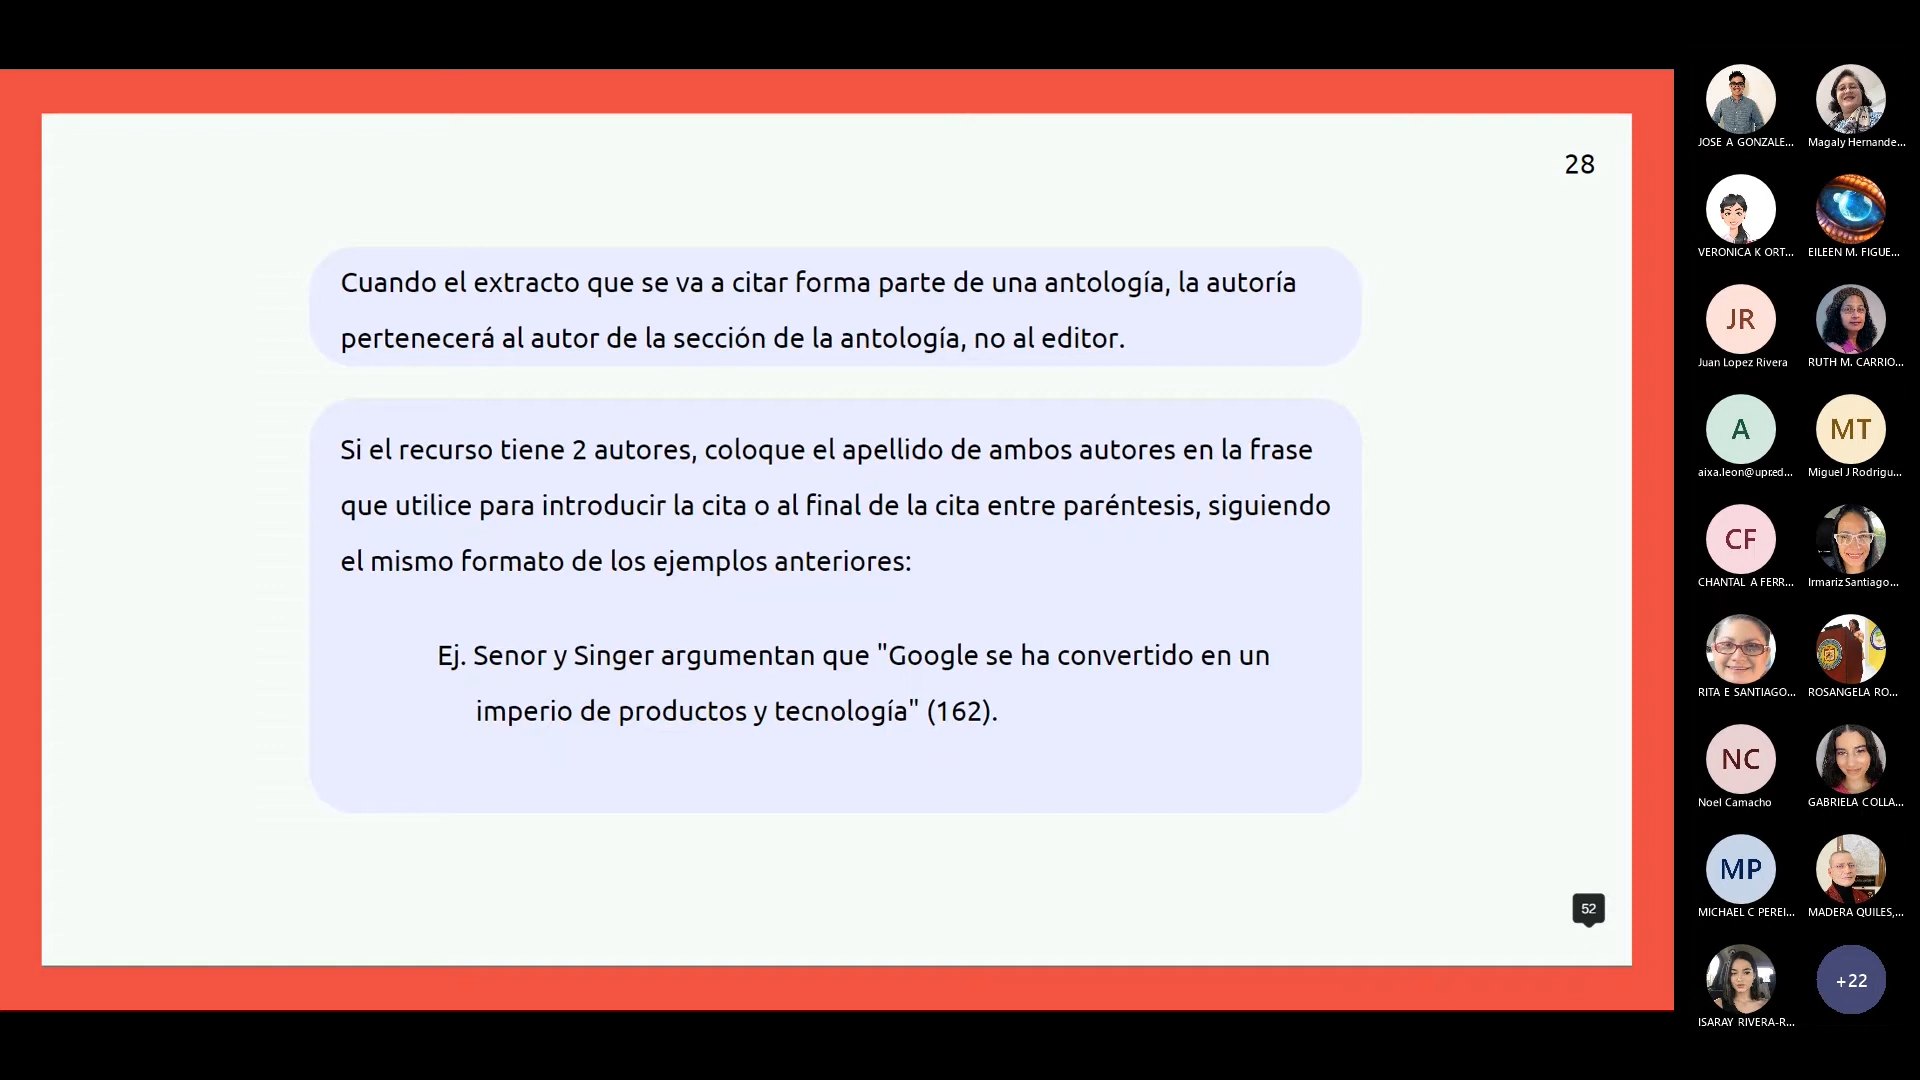 28
Cuando el extracto que se va a citar forma parte de una antología, la autoría
pertenecerá al autor de la sección de la antología, no al editor.
Si el recurso tiene 2 autores, coloque el apellido de ambos autores en la frase
que utilice para introducir la cita o al final de la cita entre paréntesis, siguiendo
el mismo formato de los ejemplos anteriores:
Ej. Senor y Singer argumentan que "Google se ha convertido en un
imperio de productos y tecnología" (162).
52
JOSE A GONZALE...
Magaly Hernande...
VERONICA K ORT...
EILEEN M. FIGUE...
JR
Juan Lopez Rivera
RUTH M. CARRIO...
A
aixa.leon@upr.ed...
MT
Miguel J Rodrigu...
CF
CHANTAL A FERR...
Irmariz Santiago...
RITA E SANTIAGO...
ROSANGELA RO...
NC
Noel Camacho
GABRIELA COLLA...
MP
MICHAEL C PEREI...
MADERA QUILES,...
ISARAY RIVERA-R...
+22